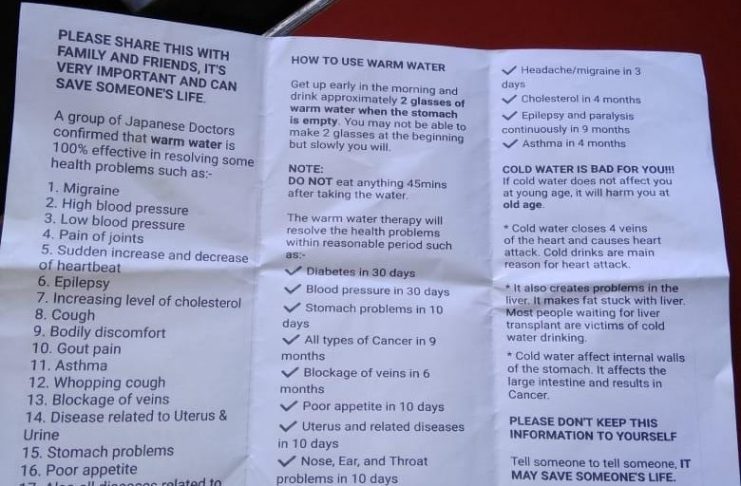 PLEASE SHARE THIS WITH
FAMILY AND FRIENDS, IT'S
VERY IMPORTANT AND CAN
SAVE SOMEONE'S LIFE.
A group of Japanese Doctors
confirmed that warm water is
100% effective in resolving some
health problems such as:-
1. Migraine
2. High blood pressure
3. Low blood pressure
4. Pain of joints
5. Sudden increase and decrease
of heartbeat
6. Epilepsy
7. Increasing level of cholesterol
8. Cough
9. Bodily discomfort
10. Gout pain
11. Asthma
12. Whopping cough
13. Blockage of veins
14. Disease related to Uterus &
Urine
15. Stomach problems
16. Poor appetite
17. Also all diseases related to
HOW TO USE WARM WATER
Get up early in the morning and
drink approximately 2 glasses of
warm water when the stomach
is empty. You may not be able to
make 2 glasses at the beginning
but slowly you will.
NOTE:
DO NOT eat anything 45mins
after taking the water.
The warm water therapy will
resolve the health problems
within reasonable period such
as:-
✓ Diabetes in 30 days
✓ Blood pressure in 30 days
✓ Stomach problems in 10
days
✓ All types of Cancer in 9
months
✓ Blockage of veins in 6
months
✓ Poor appetite in 10 days
✓ Uterus and related diseases
in 10 days
✓ Nose, Ear, and Throat
problems in 10 days
✓ Headache/migraine in 3
days
✓ Cholesterol in 4 months
✓ Epilepsy and paralysis
continuously in 9 months
✓ Asthma in 4 months
COLD WATER IS BAD FOR YOU!!!
If cold water does not affect you
at young age, it will harm you at
old age.
* Cold water closes 4 veins
of the heart and causes heart
attack. Cold drinks are main
reason for heart attack.
* It also creates problems in the
liver. It makes fat stuck with liver.
Most people waiting for liver
transplant are victims of cold
water drinking.
* Cold water affect internal walls
of the stomach. It affects the
large intestine and results in
Cancer.
PLEASE DON'T KEEP THIS
INFORMATION TO YOURSELF
Tell someone to tell someone, IT
MAY SAVE SOMEONE'S LIFE.